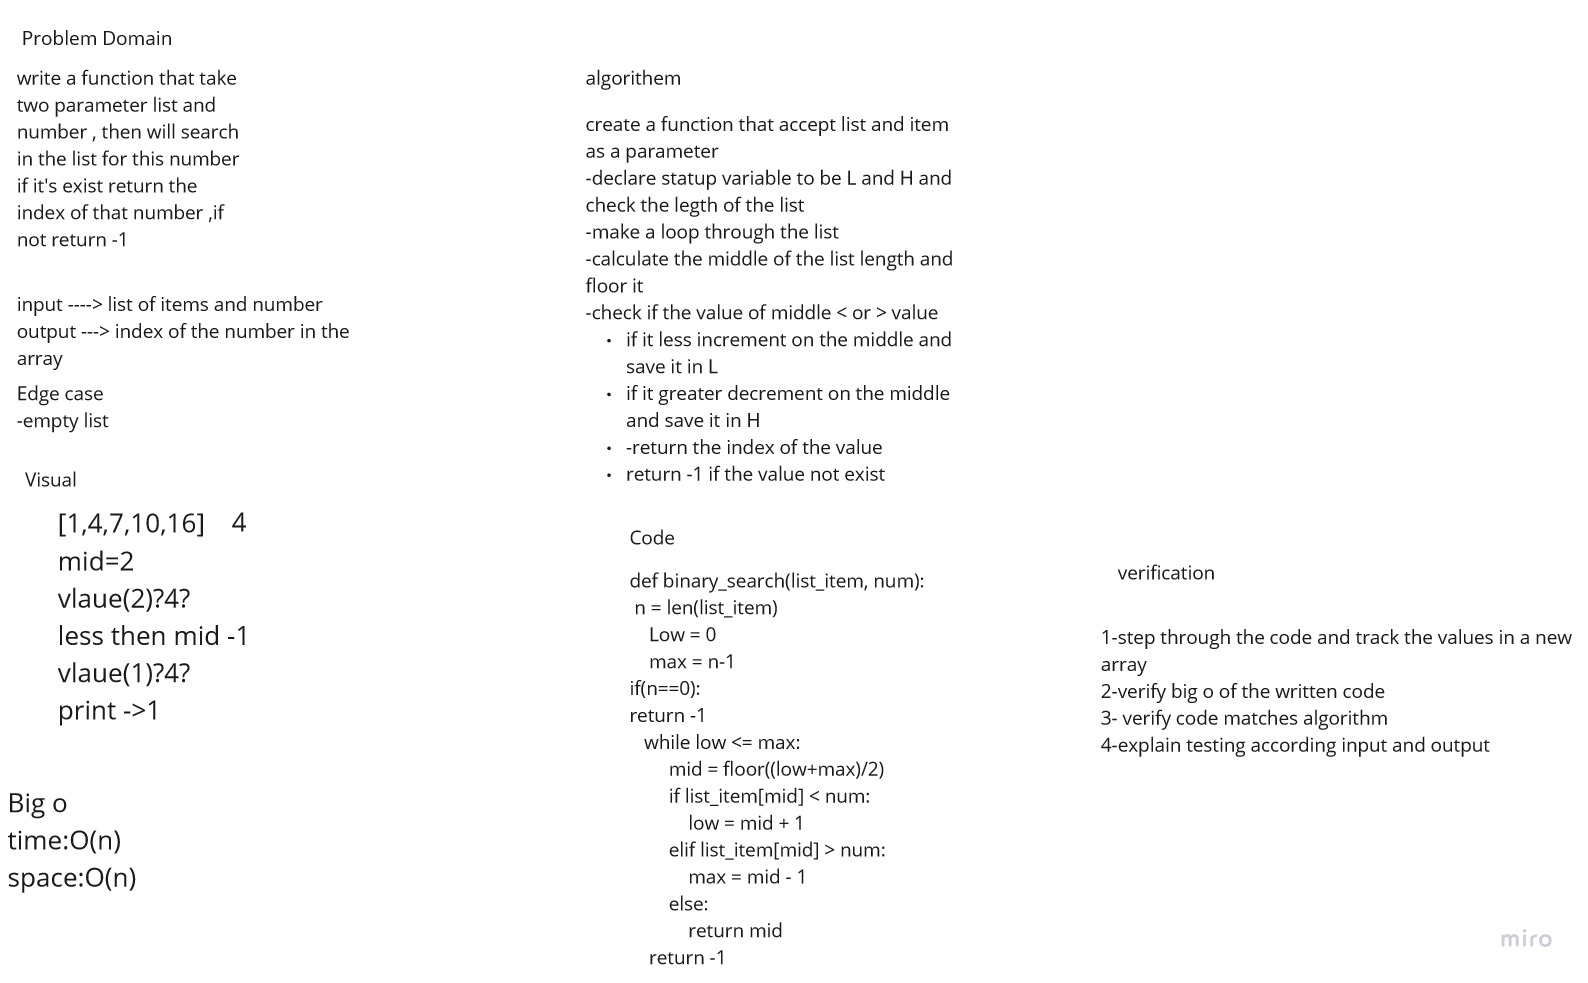 Problem Domain
write a function that take
two parameter list and
number , then will search
in the list for this number
if it's exist return the
index of that number ,if
not return -1
input ----> list of items and number
output ---> index of the number in the
array
Edge case
-empty list
Visual
[1,4,7,10,16] 4
mid=2
vlaue(2)?4?
less then mid -1
vlaue(1)?4?
print ->1
Big o
time:O(n)
space:O(n)
algorithem
create a function that accept list and item
as a parameter
-declare statup variable to be L and H and
check the legth of the list
-make a loop through the list
-calculate the middle of the list length and
floor it
-check if the value of middle < or > value
• if it less increment on the middle and
save it in L
• if it greater decrement on the middle
and save it in H
• -return the index of the value
• return -1 if the value not exist
Code
def binary_search(list_item, num):
n = len(list_item)
Low = 0
max = n-1
if(n==0):
return -1
while low <= max:
mid = floor((low+max)/2)
if list_item[mid] < num:
low = mid + 1
elif list_item[mid] > num:
max = mid - 1
else:
return mid
return -1
verification
1-step through the code and track the values in a new
array
2-verify big o of the written code
3- verify code matches algorithm
4-explain testing according input and output
miro